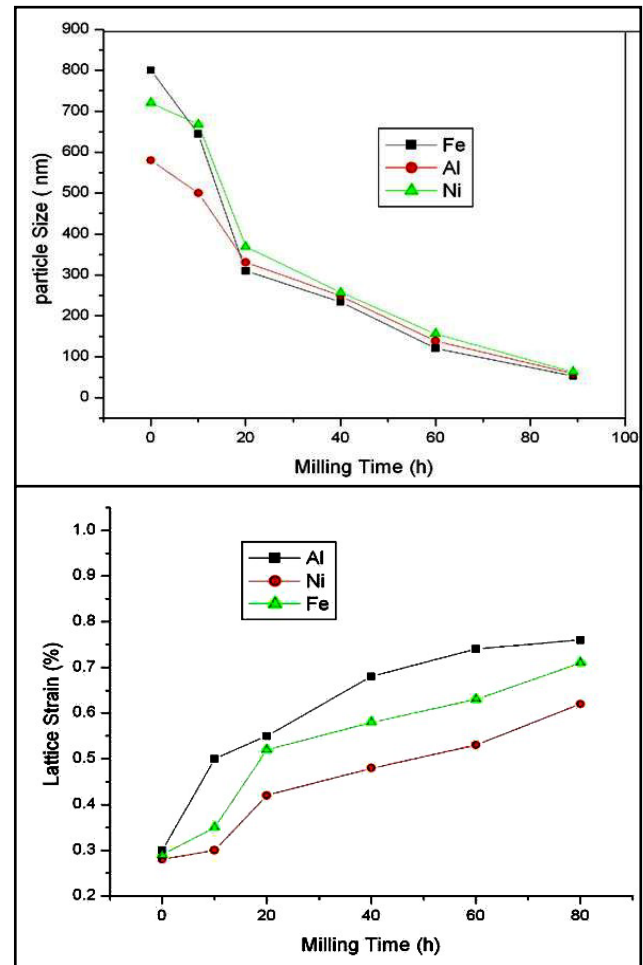 900
800
700
600
500
400
300
200
100
0
particle Size ( nm)
Fe
Al
Ni
0 20 40 60 80 100
Milling Time (h)
1.0
0.9
0.8
0.7
0.6
0.5
0.4
0.3
0.2
Lattice Strain (%)
Al
Ni
Fe
0 20 40 60 80
Milling Time (h)